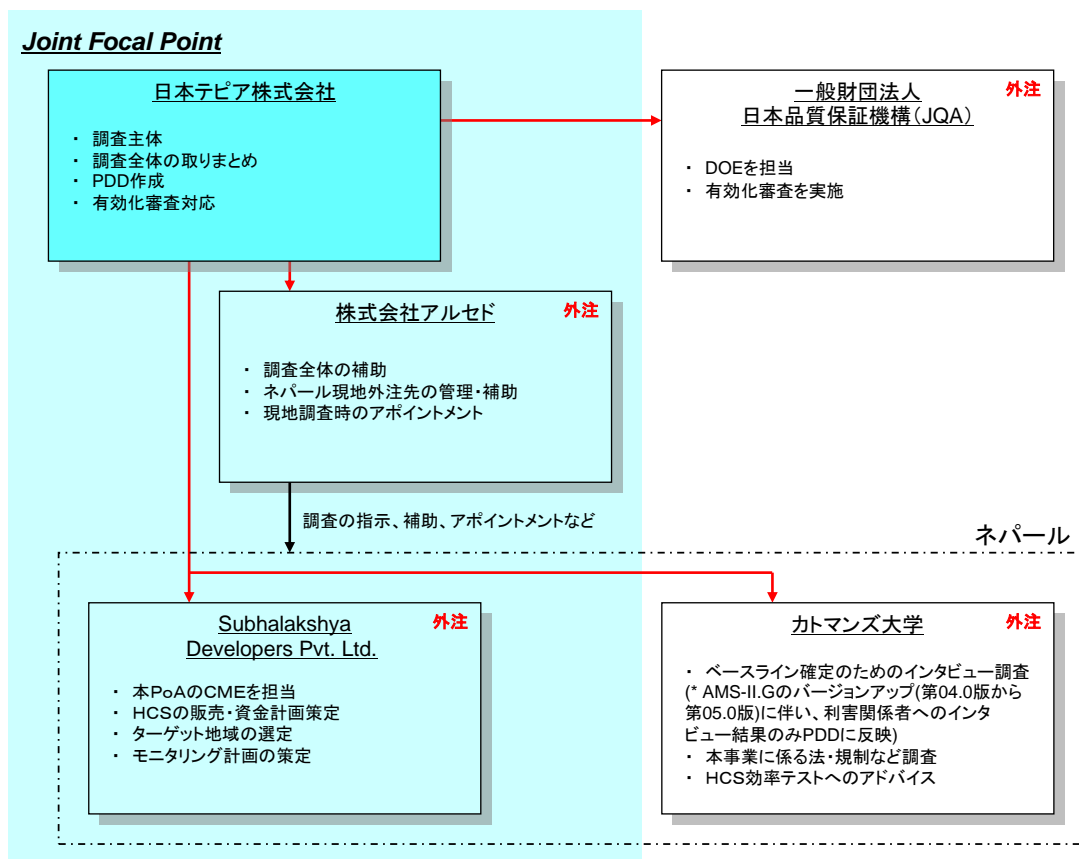 Joint Focal Point
日本テピア株式会社
・ 調査主体
・ 調査全体の取りまとめ
・ PDD作成
・ 有効化審査対応
一般財団法人
日本品質保証機構(JQA)
外注
・ DOEを担当
・ 有効化審査を実施
株式会社アルセド
外注
・ 調査全体の補助
・ ネパール現地外注先の管理・補助
・ 現地調査時のアポイントメント
調査の指示、補助、アポイントメントなど
ネパール
Subhalakshya
Developers Pvt. Ltd.
外注
・ 本PoAのCMEを担当
・ HCSの販売・資金計画策定
・ ターゲット地域の選定
・ モニタリング計画の策定
カトマンズ大学
外注
・ ベースライン確定のためのインタビュー調査
(* AMS-II.Gのバージョンアップ(第04.0版から
第05.0版)に伴い、利害関係者へのインタ
ビュー結果のみPDDに反映)
・ 本事業に係る法・規制など調査
・ HCS効率テストへのアドバイス